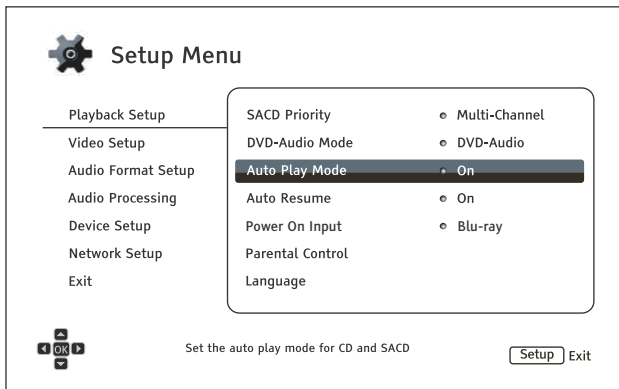 Setup Menu
Playback Setup
Video Setup
Audio Format Setup
Audio Processing
Device Setup
Network Setup
Exit
SACD Priority Multi-Channel
DVD-Audio Mode DVD-Audio
Auto Play Mode On
Auto Resume On
Power On Input Blu-ray
Parental Control
Language
OK
Set the auto play mode for CD and SACD
Setup Exit